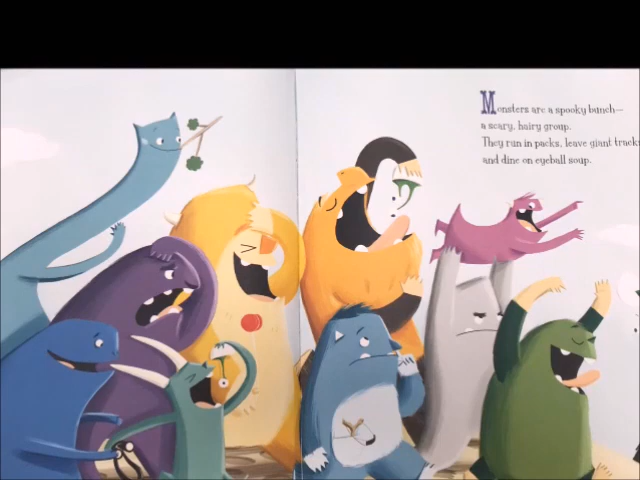 Monsters are a spooky bunch—
a scary, hairy group.
They run in packs, leave giant tracks
and dine on eyeball soup.